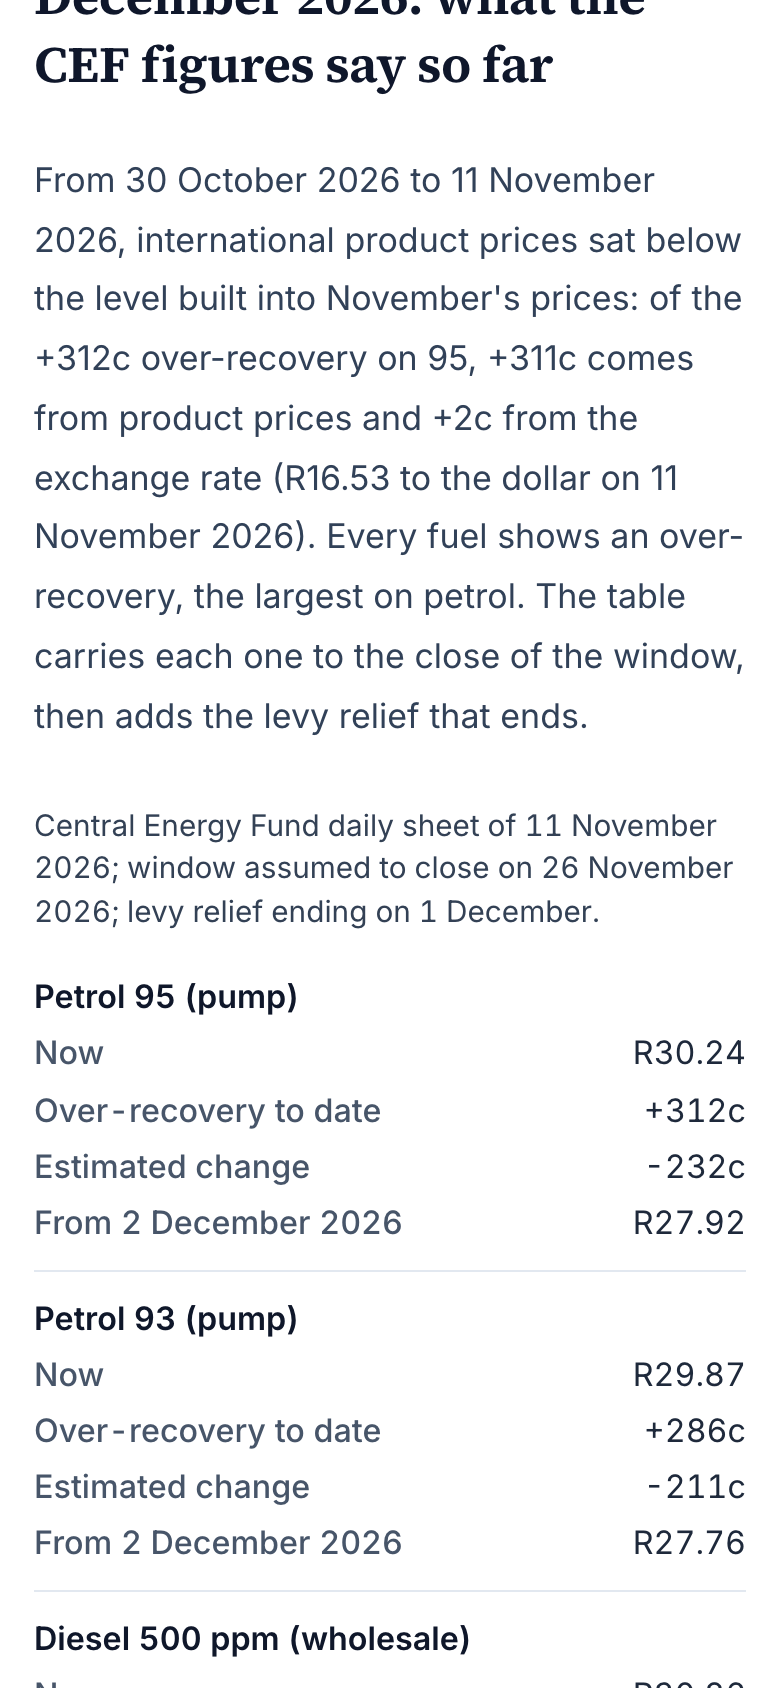 December 2026: what the
CEF figures say so far
From 30 October 2026 to 11 November
2026, international product prices sat below
the level built into November's prices: of the
+312c over-recovery on 95, +311c comes
from product prices and +2c from the
exchange rate (R16.53 to the dollar on 11
November 2026). Every fuel shows an over-
recovery, the largest on petrol. The table
carries each one to the close of the window,
then adds the levy relief that ends.
Central Energy Fund daily sheet of 11 November
2026; window assumed to close on 26 November
2026; levy relief ending on 1 December.
Petrol 95 (pump)
Now R30.24
Over-recovery to date +312c
Estimated change -232c
From 2 December 2026 R27.92
Petrol 93 (pump)
Now R29.87
Over-recovery to date +286c
Estimated change -211c
From 2 December 2026 R27.76
Diesel 500 ppm (wholesale)